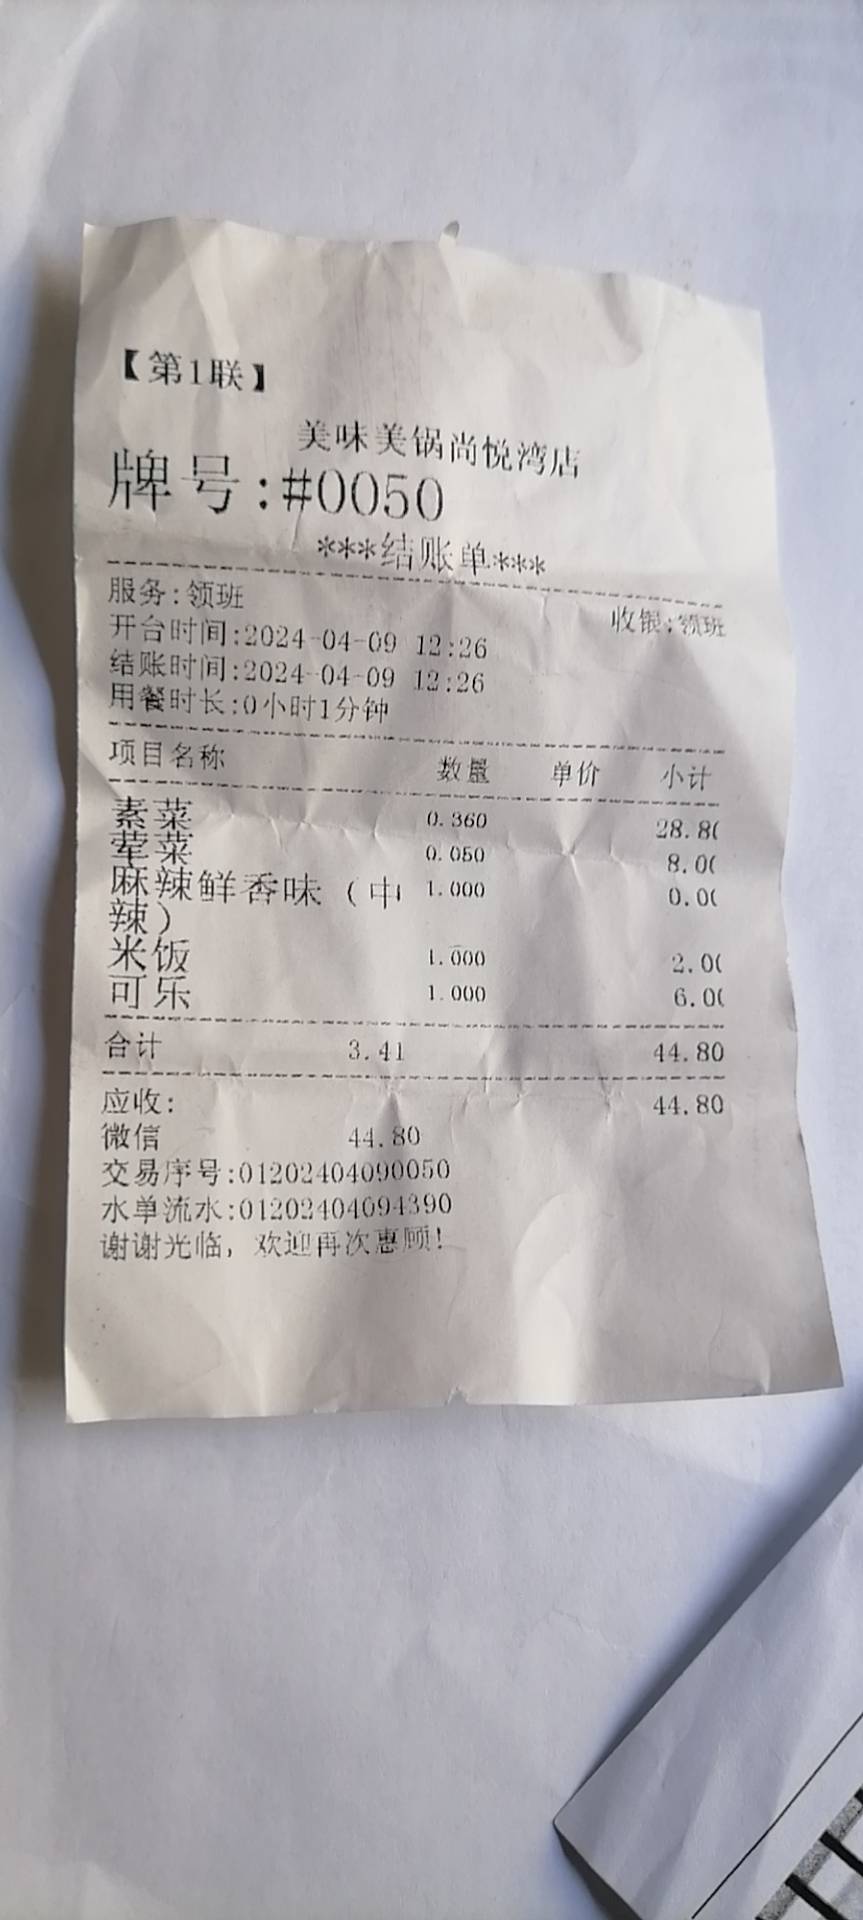 【第1联】
美味美锅尚悦湾店
牌号:#0050
***结账单***
服务:领班 收银:领班
开台时间:2024-04-09 12:26
结账时间:2024-04-09 12:26
用餐时长:0小时1分钟
项目名称 数量 单价 小计
素菜 0.360 28.8(
荤菜 0.050 8.0(
麻辣鲜香味(中 1.000 0.0(
辣)
米饭 1.000 2.0(
可乐 1.000 6.0(
合计 3.41 44.80
应收: 44.80
微信 44.80
交易序号:01202404090050
水单流水:01202404094390
谢谢光临, 欢迎再次惠顾!